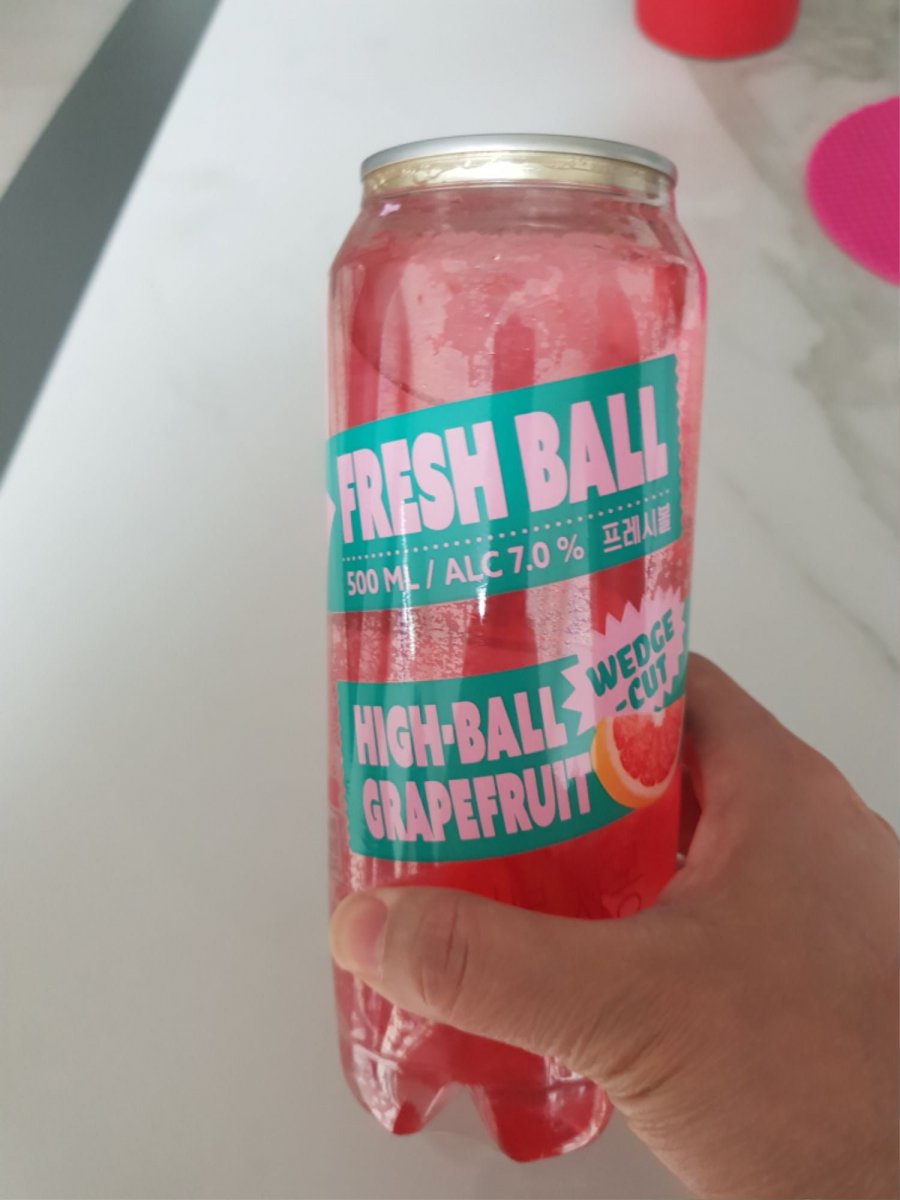 FRESH BALL
500 ML / ALC 7.0 % 프레시볼
WEDGE
-CUT
HIGH-BALL
GRAPEFRUIT